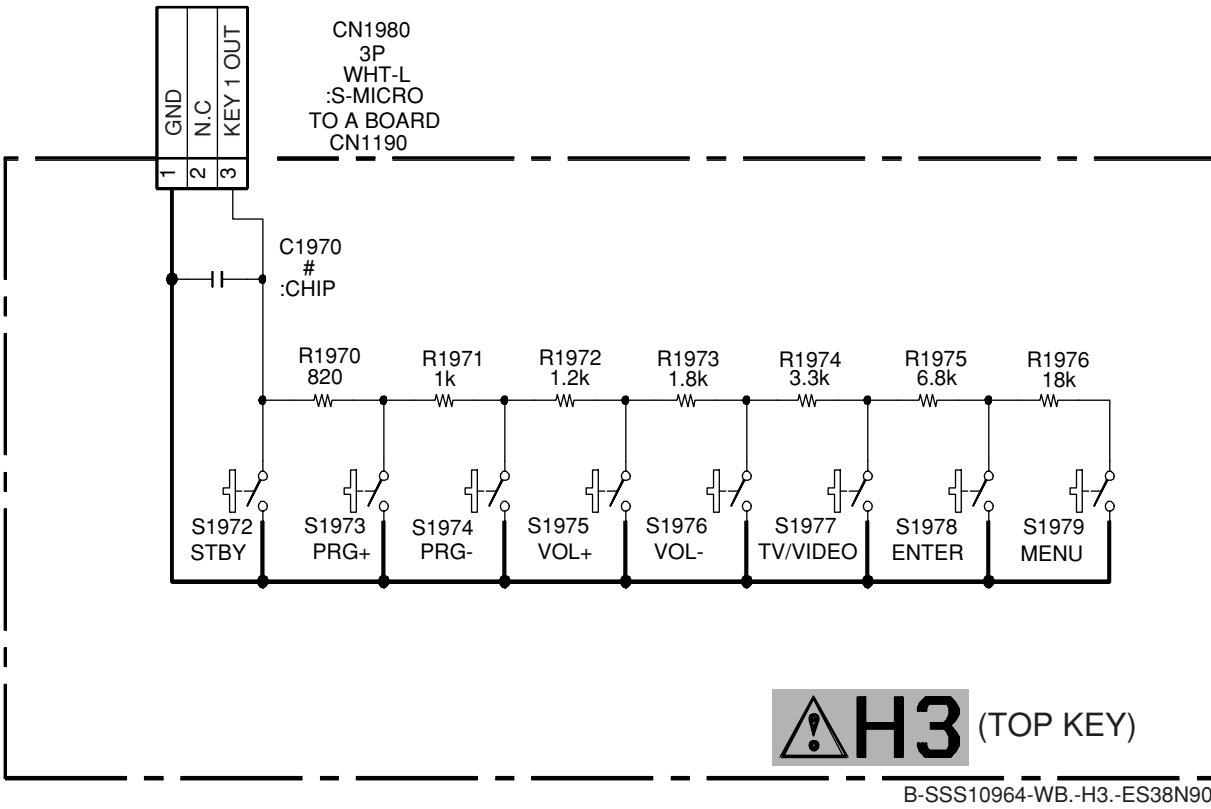 GND
N.C
KEY 1 OUT
1
2
3
CN1980
3P
WHT-L
:S-MICRO
TO A BOARD
CN1190
C1970
#
:CHIP
R1970
820
R1971
1k
R1972
1.2k
R1973
1.8k
R1974
3.3k
R1975
6.8k
R1976
18k
S1972
STBY
S1973
PRG+
S1974
PRG-
S1975
VOL+
S1976
VOL-
S1977
TV/VIDEO
S1978
ENTER
S1979
MENU
! H3 (TOP KEY)
B-SSS10964-WB.-H3.-ES38N90